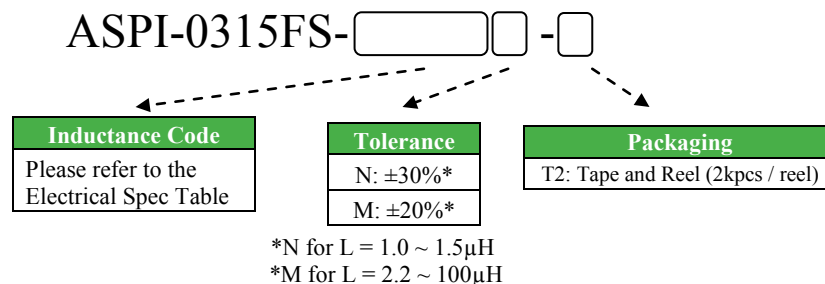 ASPI-0315FS- -
Inductance Code
Please refer to the
Electrical Spec Table
Tolerance
N: ±30%*
M: ±20%*
*N for L = 1.0 ~ 1.5µH
*M for L = 2.2 ~ 100µH
Packaging
T2: Tape and Reel (2kpcs / reel)